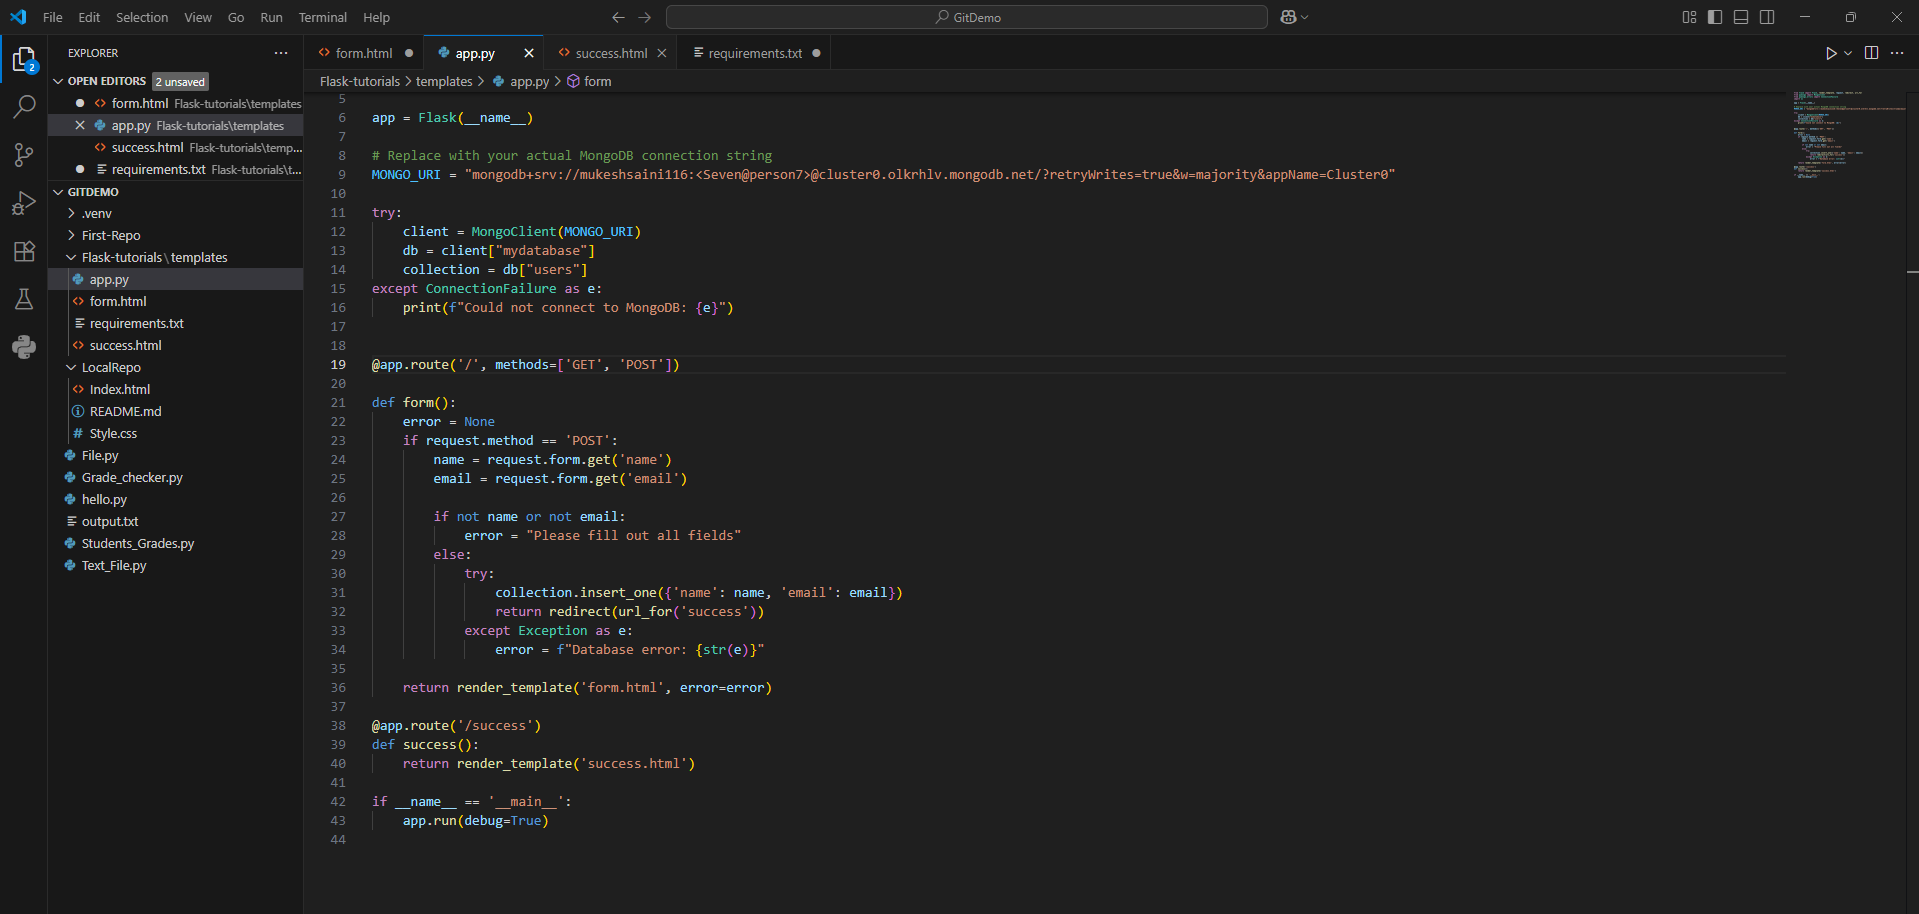 File Edit Selection View Go Run Terminal Help
GitDemo
EXPLORER
OPEN EDITORS 2 unsaved
form.html Flask-tutorials\templates
app.py Flask-tutorials\templates
success.html Flask-tutorials\temp...
requirements.txt Flask-tutorials\t...
GITDEMO
.venv
First-Repo
Flask-tutorials\templates
app.py
form.html
requirements.txt
success.html
LocalRepo
Index.html
README.md
Style.css
File.py
Grade_checker.py
hello.py
output.txt
Students_Grades.py
Text_File.py
2
form.html app.py success.html requirements.txt
Flask-tutorials > templates > app.py > form
5
6 app = Flask(__name__)
7
8 # Replace with your actual MongoDB connection string
9 MONGO_URI = "mongodb+srv://mukeshsaini116:<Seven@person7>@cluster0.olkrhlv.mongodb.net/?retryWrites=true&w=majority&appName=Cluster0"
10
11 try:
12 client = MongoClient(MONGO_URI)
13 db = client["mydatabase"]
14 collection = db["users"]
15 except ConnectionFailure as e:
16 print(f"Could not connect to MongoDB: {e}")
17
18
19 @app.route('/', methods=['GET', 'POST'])
20
21 def form():
22 error = None
23 if request.method == 'POST':
24 name = request.form.get('name')
25 email = request.form.get('email')
26
27 if not name or not email:
28 error = "Please fill out all fields"
29 else:
30 try:
31 collection.insert_one({'name': name, 'email': email})
32 return redirect(url_for('success'))
33 except Exception as e:
34 error = f"Database error: {str(e)}"
35
36 return render_template('form.html', error=error)
37
38 @app.route('/success')
39 def success():
40 return render_template('success.html')
41
42 if __name__ == '__main__':
43 app.run(debug=True)
44